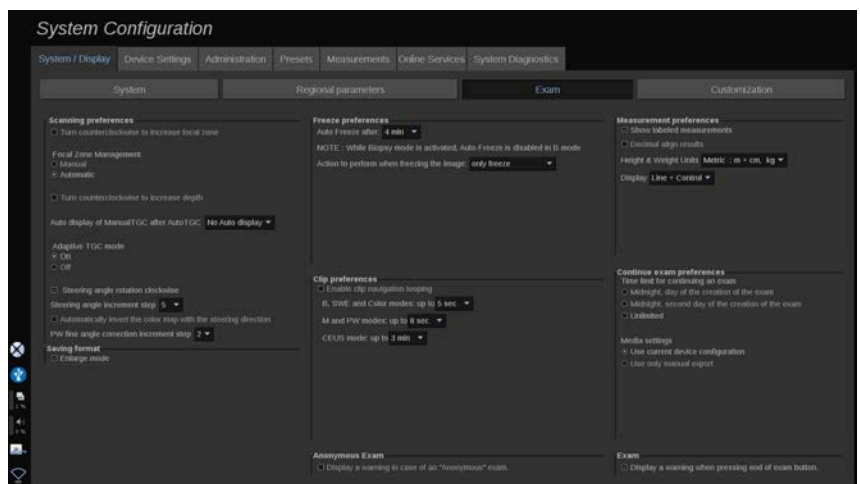 System Configuration
System / Display
Device Settings
Administration
Presets
Measurements
Online Services
System Diagnostics
System
Regional parameters
Exam
Customization
Scanning preferences
Turn counterclockwise to increase focal zone
Focal Zone Management
Manual
Automatic
Turn counterclockwise to increase depth
Auto display of ManualTGC after AutoTGC No Auto display
Adaptive TGC mode
On
Off
Steering angle rotation clockwise
Steering angle increment step 5
Automatically invert the color map with the steering direction
PW fine angle correction increment step 2
Saving format
Enlarge mode
Freeze preferences
Auto Freeze after: 4 min
NOTE : While Biopsy mode is activated, Auto-Freeze is disabled in B mode
Action to perform when freezing the image: only freeze
Clip preferences
Enable clip navigation looping
B, SWE and Color modes: up to 5 sec
M and PW modes: up to 8 sec
CEUS mode: up to 3 min
Anonymous Exam
Display a warning in case of an "Anonymous" exam.
Measurement preferences
Show labeled measurements
Decimal align results
Height & Weight Units Metric : m + cm, kg
Display Line + Control
Continue exam preferences
Time limit for continuing an exam
Midnight, day of the creation of the exam
Midnight, second day of the creation of the exam
Unlimited
Media settings
Use current device configuration
Use only manual export
Exam
Display a warning when pressing end of exam button.